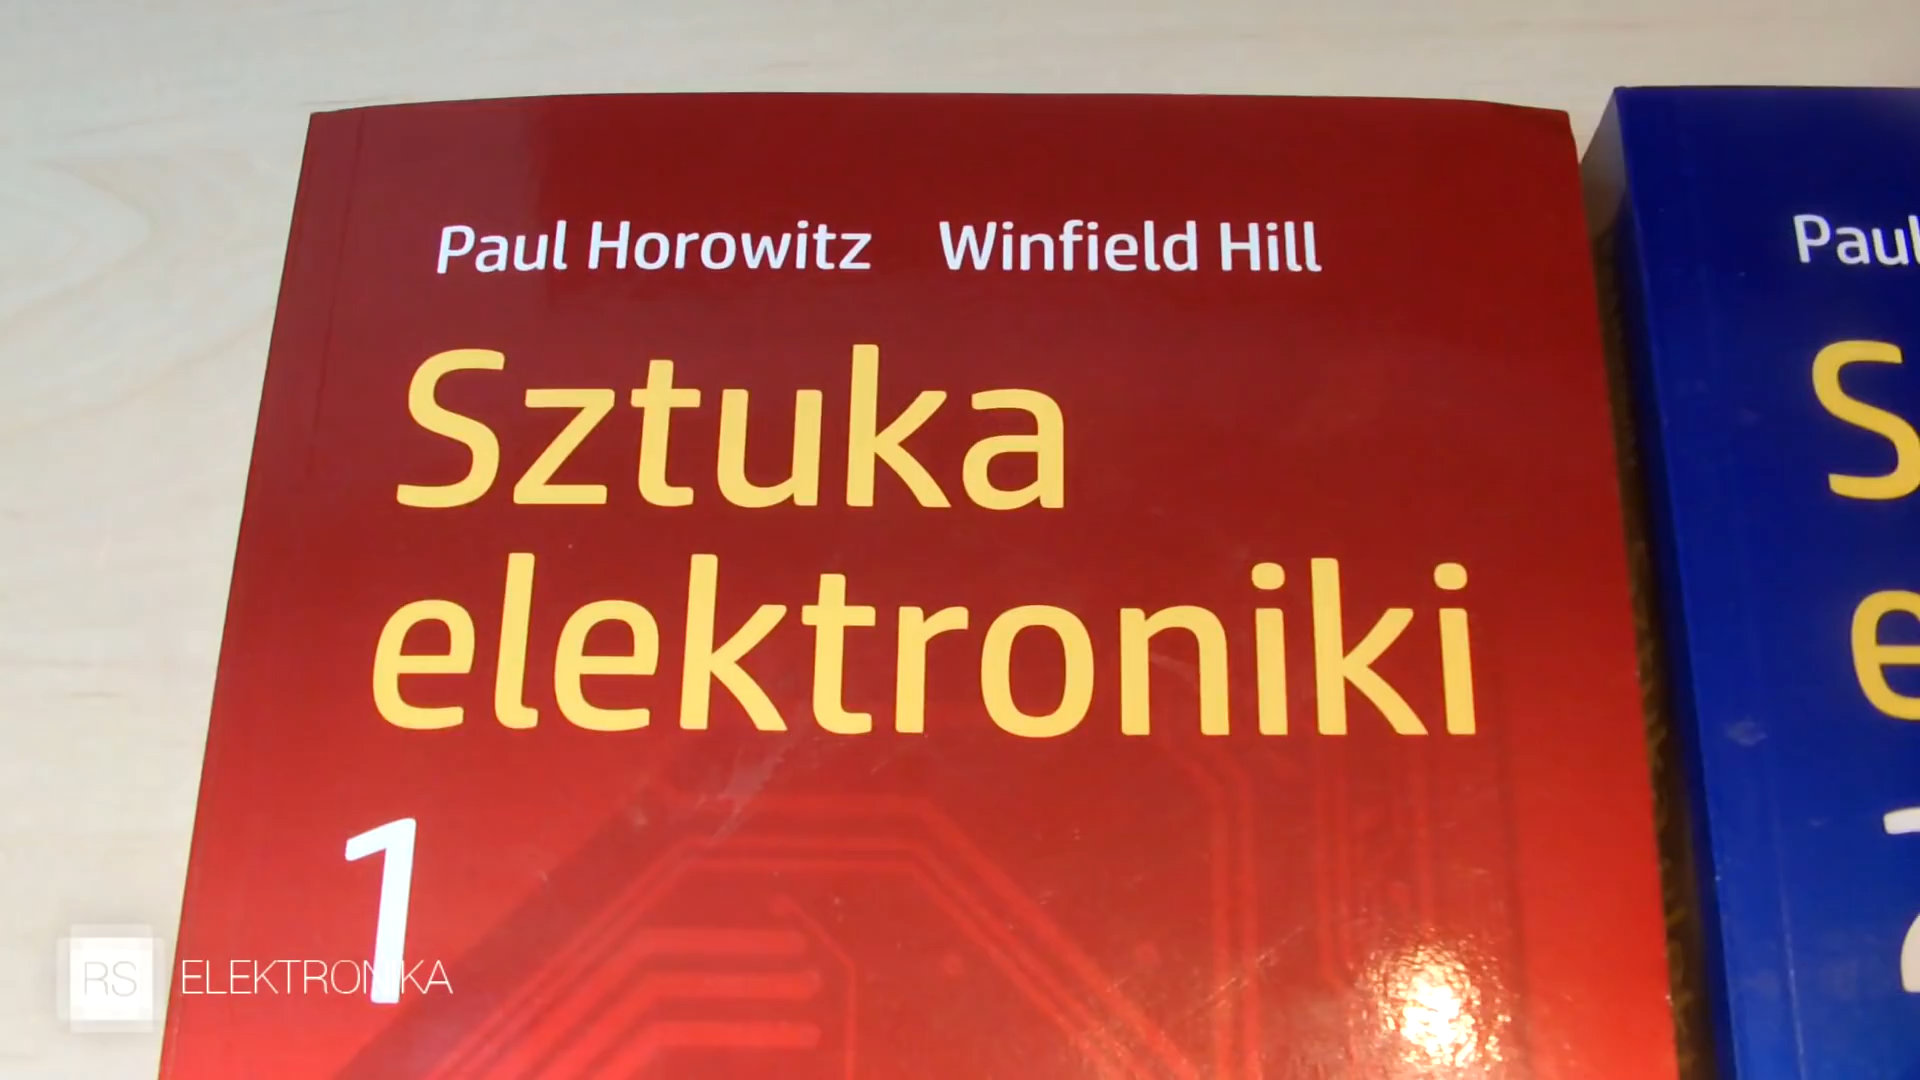 Paul Horowitz Winfield Hill
Sztuka
elektroniki
1
Paul
RS ELEKTRONIKA